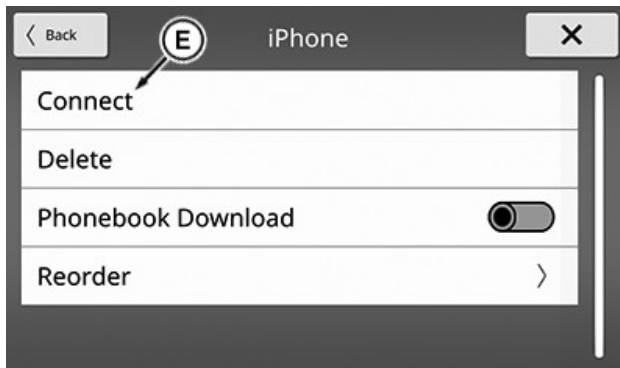 Back
E
iPhone
Connect
Delete
Phonebook Download
Reorder